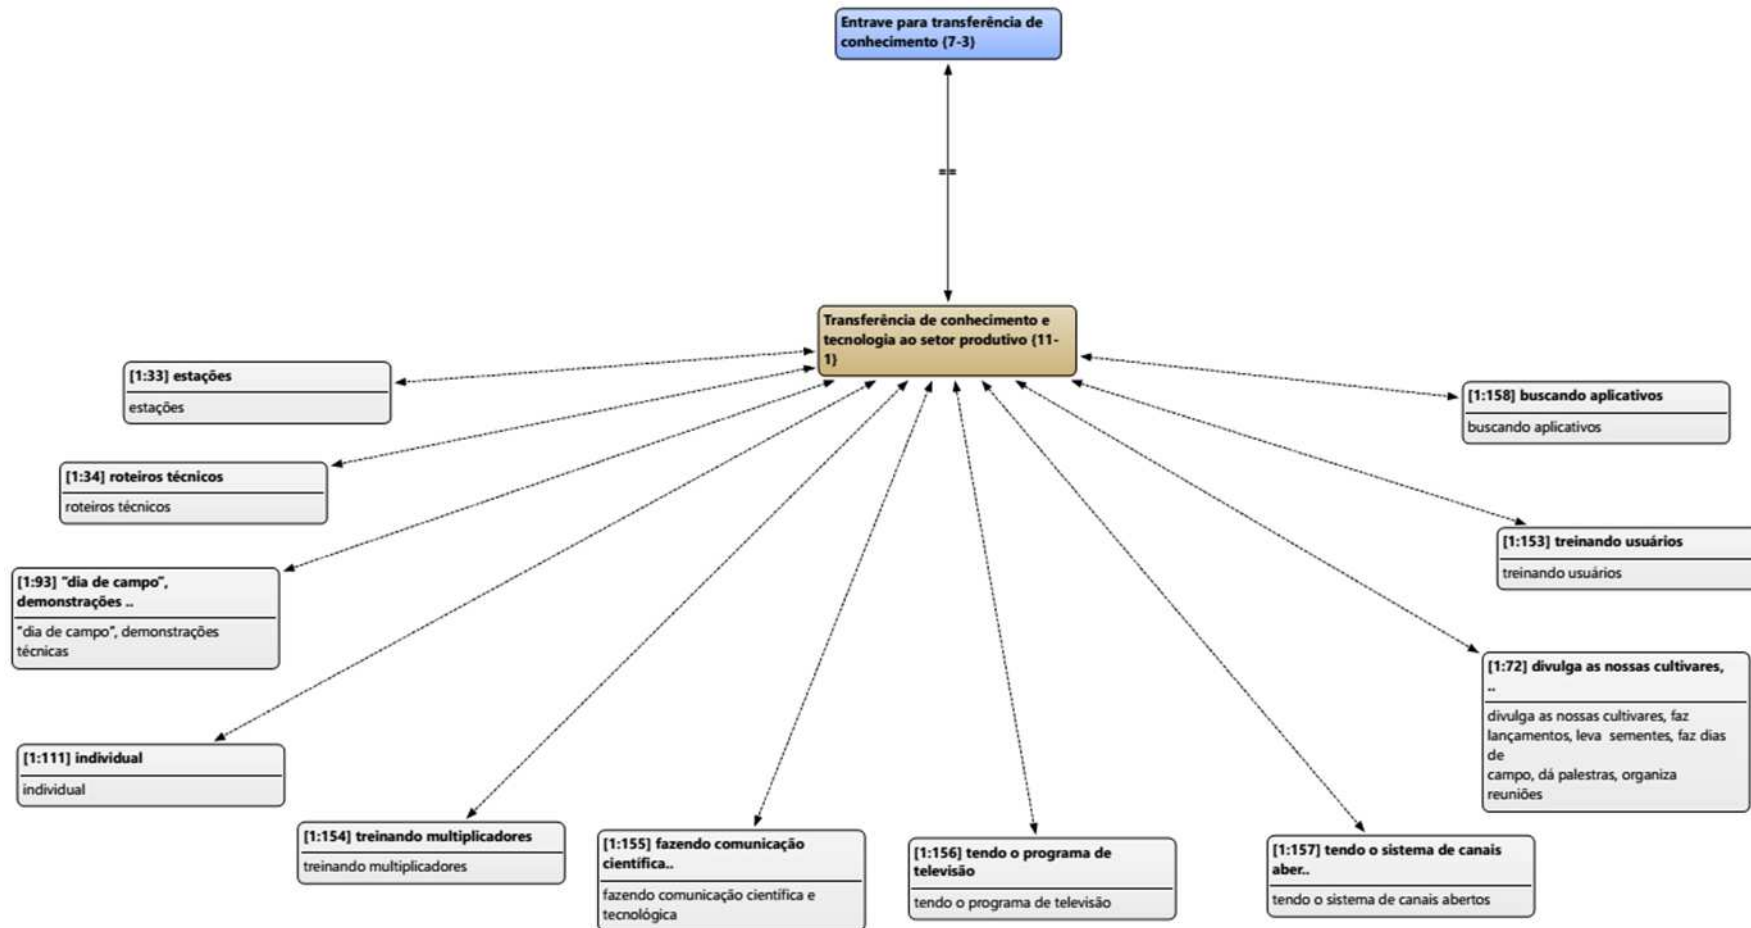 Entrave para transferência de
conhecimento {7-3}
==
Transferência de conhecimento e
tecnologia ao setor produtivo {11-
1}
[1:33] estações
estações
[1:34] roteiros técnicos
roteiros técnicos
[1:93] "dia de campo",
demonstrações ..
"dia de campo", demonstrações
técnicas
[1:111] individual
individual
[1:154] treinando multiplicadores
treinando multiplicadores
[1:155] fazendo comunicação
científica..
fazendo comunicação científica e
tecnológica
[1:156] tendo o programa de
televisão
tendo o programa de televisão
[1:157] tendo o sistema de canais
aber..
tendo o sistema de canais abertos
[1:72] divulga as nossas cultivares,
..
divulga as nossas cultivares, faz
lançamentos, leva  sementes, faz dias
de
campo, dá palestras, organiza
reuniões
[1:153] treinando usuários
treinando usuários
[1:158] buscando aplicativos
buscando aplicativos